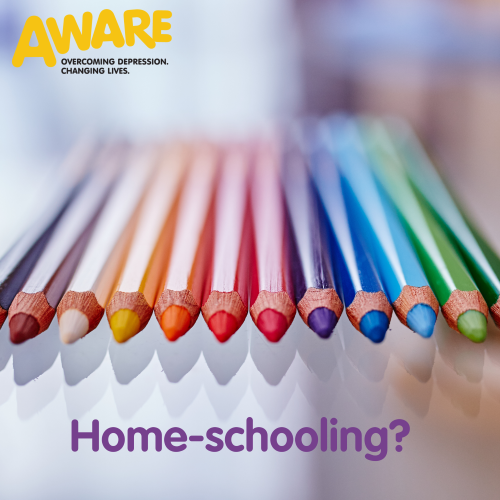 AWARE
OVERCOMING DEPRESSION.
CHANGING LIVES.
Home-schooling?